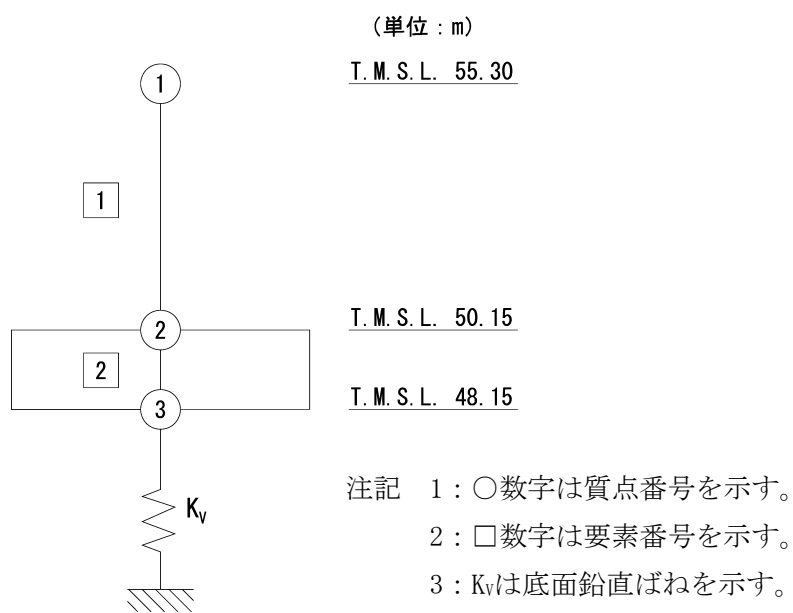 (単位:m)
① T.M.S.L. 55.30
1
② T.M.S.L. 50.15
2
③ T.M.S.L. 48.15
Kv
注記 1:○数字は質点番号を示す。
2:□数字は要素番号を示す。
3:Kvは底面鉛直ばねを示す。